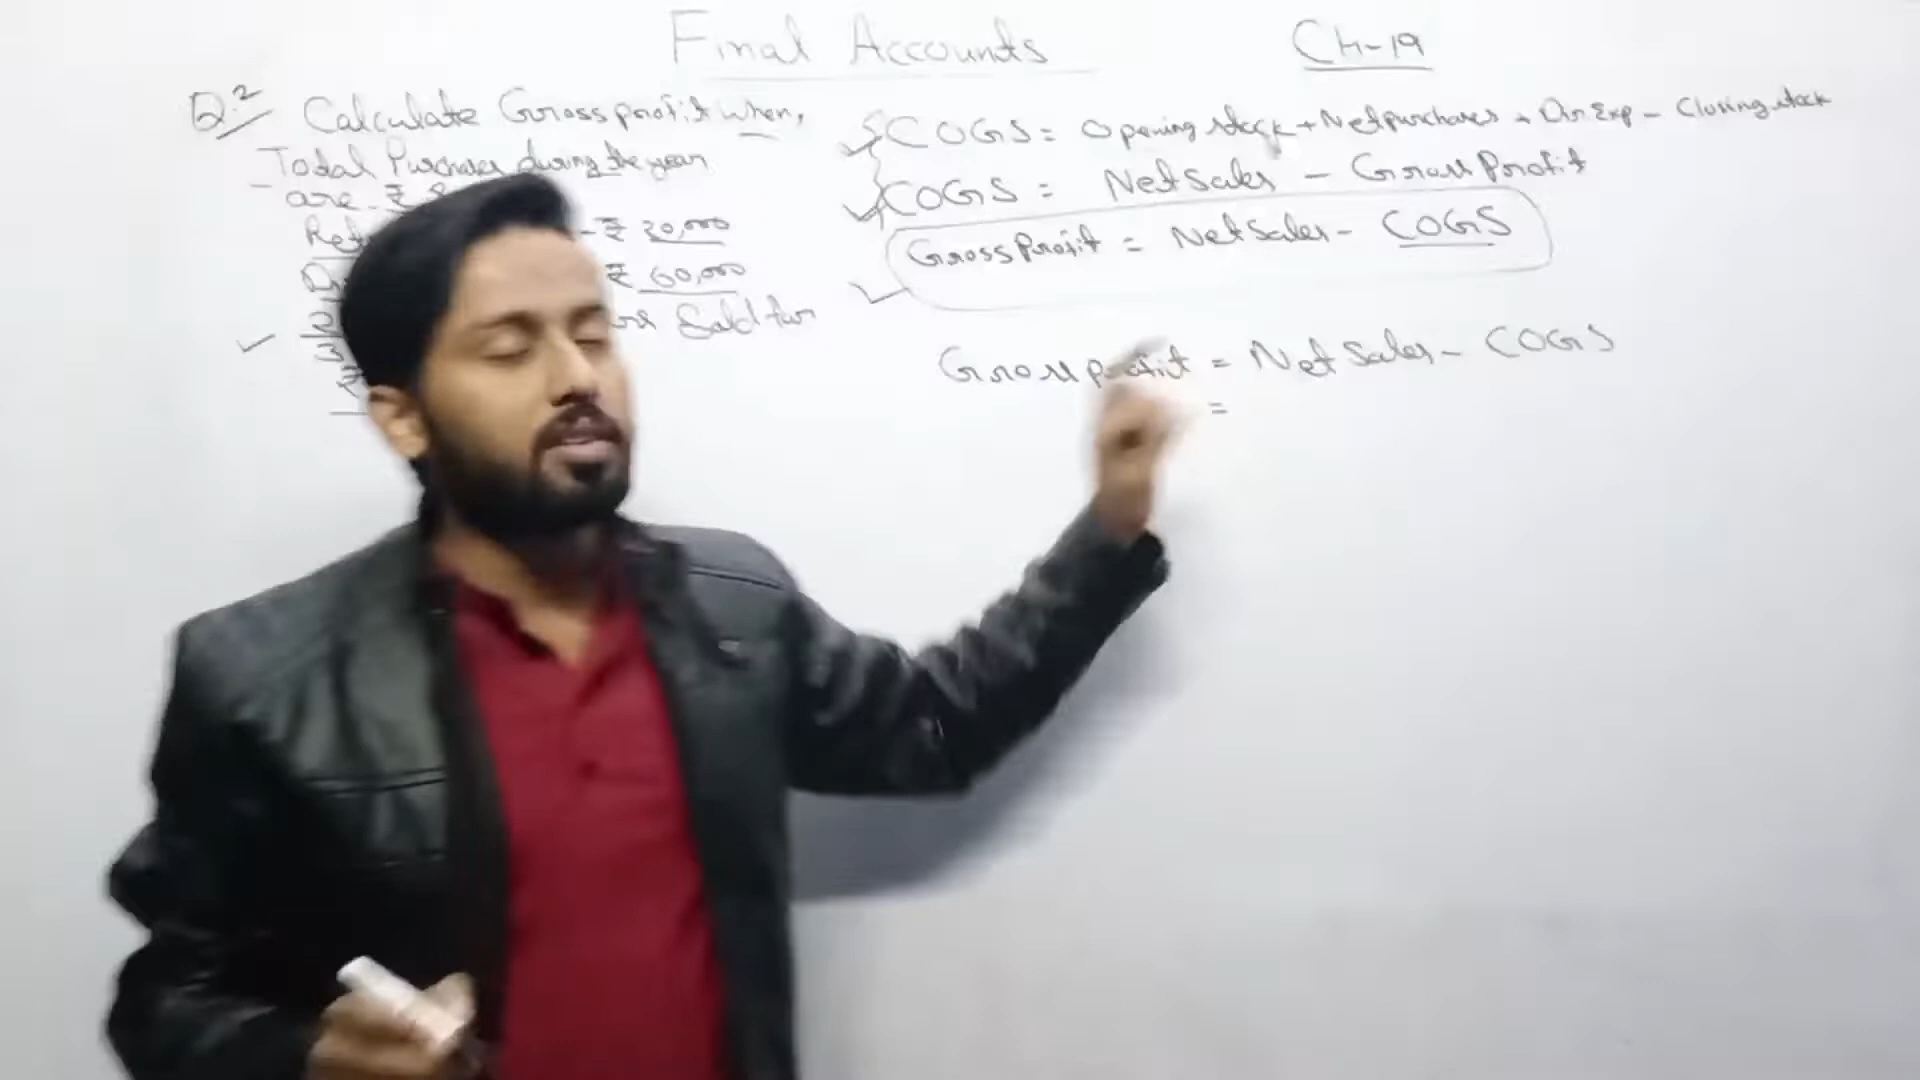 Final Accounts
Ch-19
Q.2 Calculate Gross profit when,
Total Purchases during the year
are ₹
Ret ₹ 20,000
₹ 60,000
Sold for
COGS = Opening stock + Net purchases + Dir Exp - Closing stock
COGS = Net Sales - Gross Profit
Gross Profit = Net Sales - COGS
Gross profit = Net Sales - COGS
=